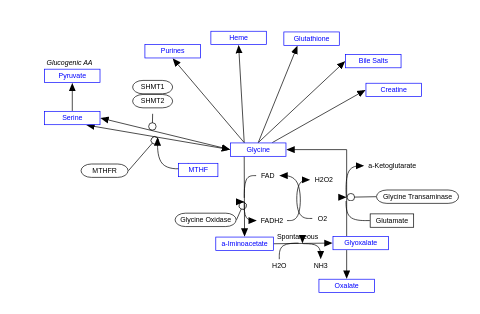 Heme
Glutathione
Purines
Bile Salts
Glucogenic AA
Pyruvate
SHMT1
SHMT2
Creatine
Serine
Glycine
MTHFR
MTHF
a-Ketoglutarate
FAD
H2O2
Glycine Transaminase
Glycine Oxidase
FADH2
O2
Glutamate
a-Iminoacetate
Spontaneous
Glyoxalate
H2O
NH3
Oxalate